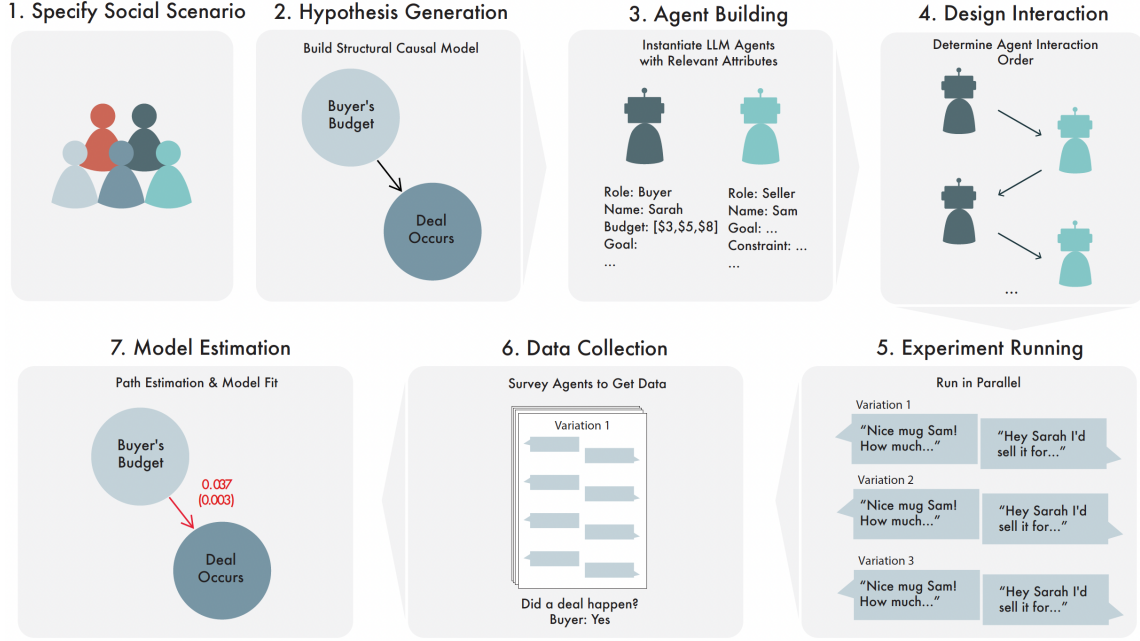 1. Specify Social Scenario
2. Hypothesis Generation
Build Structural Causal Model
Buyer's
Budget
Deal
Occurs
3. Agent Building
Instantiate LLM Agents
with Relevant Attributes
Role: Buyer
Name: Sarah
Budget: [$3,$5,$8]
Goal:
...
Role: Seller
Name: Sam
Goal: ...
Constraint: ...
...
4. Design Interaction
Determine Agent Interaction
Order
...
5. Experiment Running
Run in Parallel
Variation 1
“Nice mug Sam!
How much...”
“Hey Sarah I'd
sell it for...”
Variation 2
“Nice mug Sam!
How much...”
“Hey Sarah I'd
sell it for...”
Variation 3
“Nice mug Sam!
How much...”
“Hey Sarah I'd
sell it for...”
6. Data Collection
Survey Agents to Get Data
Variation 1
Did a deal happen?
Buyer: Yes
7. Model Estimation
Path Estimation & Model Fit
Buyer's
Budget
0.037
(0.003)
Deal
Occurs